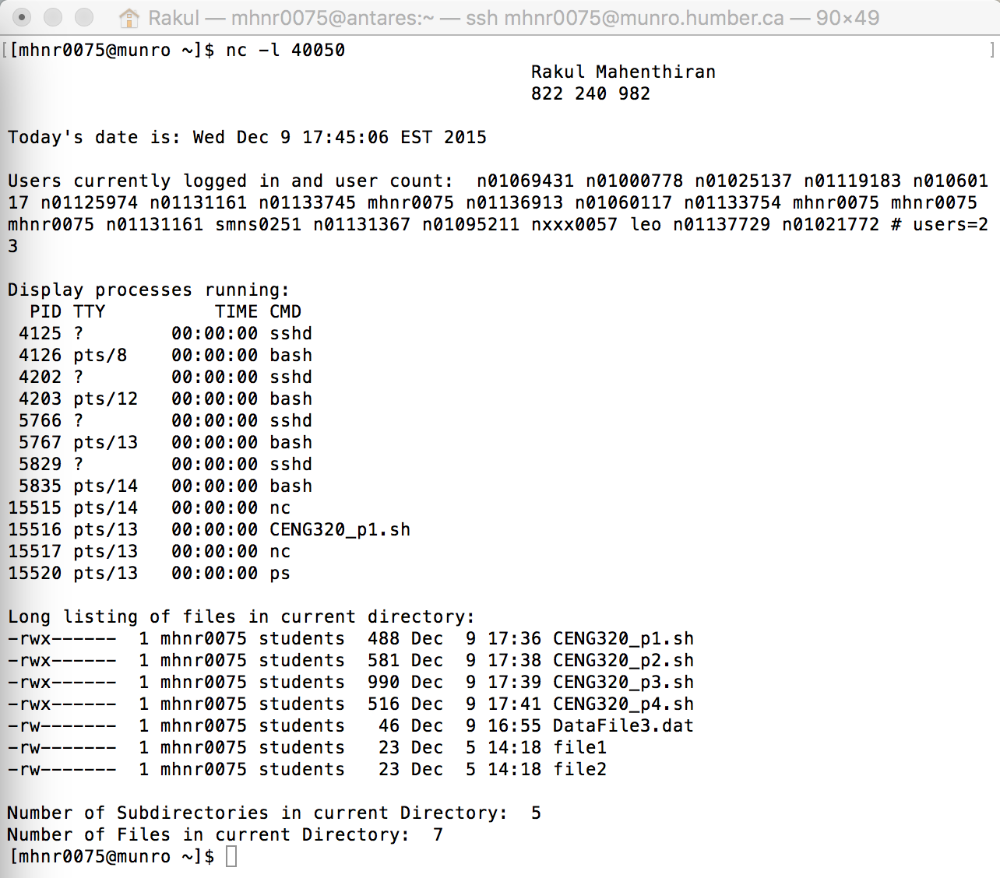 Rakul — mhnr0075@antares:~ — ssh mhnr0075@munro.humber.ca — 90×49
[[mhnr0075@munro ~]$ nc -l 40050 ]
Rakul Mahenthiran
822 240 982
Today's date is: Wed Dec 9 17:45:06 EST 2015
Users currently logged in and user count:  n01069431 n01000778 n01025137 n01119183 n010601
17 n01125974 n01131161 n01133745 mhnr0075 n01136913 n01060117 n01133754 mhnr0075 mhnr0075
mhnr0075 n01131161 smns0251 n01131367 n01095211 nxxx0057 leo n01137729 n01021772 # users=2
3
Display processes running:
  PID TTY          TIME CMD
 4125 ?        00:00:00 sshd
 4126 pts/8    00:00:00 bash
 4202 ?        00:00:00 sshd
 4203 pts/12   00:00:00 bash
 5766 ?        00:00:00 sshd
 5767 pts/13   00:00:00 bash
 5829 ?        00:00:00 sshd
 5835 pts/14   00:00:00 bash
15515 pts/14   00:00:00 nc
15516 pts/13   00:00:00 CENG320_p1.sh
15517 pts/13   00:00:00 nc
15520 pts/13   00:00:00 ps
Long listing of files in current directory:
-rwx------  1 mhnr0075 students  488 Dec  9 17:36 CENG320_p1.sh
-rwx------  1 mhnr0075 students  581 Dec  9 17:38 CENG320_p2.sh
-rwx------  1 mhnr0075 students  990 Dec  9 17:39 CENG320_p3.sh
-rwx------  1 mhnr0075 students  516 Dec  9 17:41 CENG320_p4.sh
-rw-------  1 mhnr0075 students   46 Dec  9 16:55 DataFile3.dat
-rw-------  1 mhnr0075 students   23 Dec  5 14:18 file1
-rw-------  1 mhnr0075 students   23 Dec  5 14:18 file2
Number of Subdirectories in current Directory:  5
Number of Files in current Directory:  7
[mhnr0075@munro ~]$